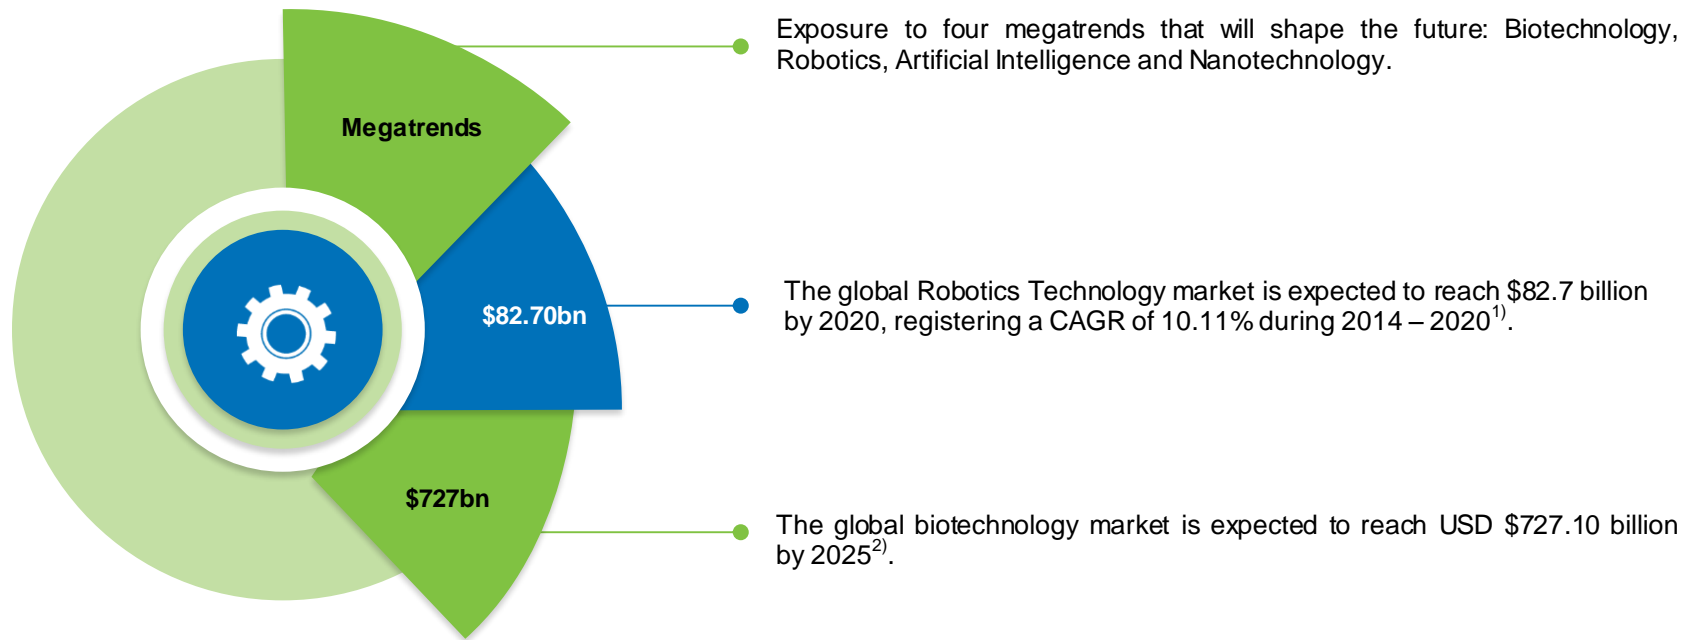 Megatrends
Exposure to four megatrends that will shape the future: Biotechnology,
Robotics, Artificial Intelligence and Nanotechnology.
$82.70bn
The global Robotics Technology market is expected to reach $82.7 billion
by 2020, registering a CAGR of 10.11% during 2014 – 2020¹⁾.
$727bn
The global biotechnology market is expected to reach USD $727.10 billion
by 2025²⁾.